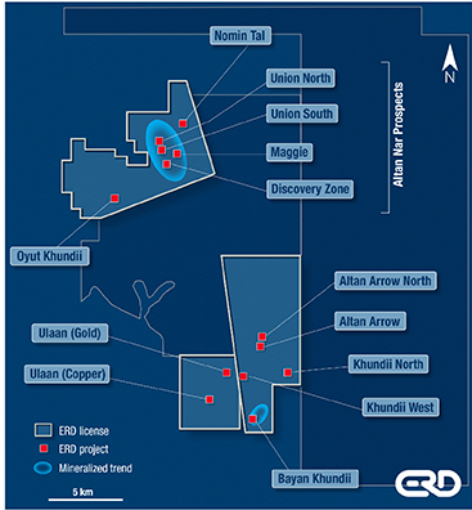 Nomin Tal
Union North
Union South
Maggie
Discovery Zone
Altan Nar Prospects
N
Oyut Khundii
Altan Arrow North
Altan Arrow
Ulaan (Gold)
Khundii North
Ulaan (Copper)
Khundii West
Bayan Khundii
ERD license
ERD project
Mineralized trend
5 km
ERD